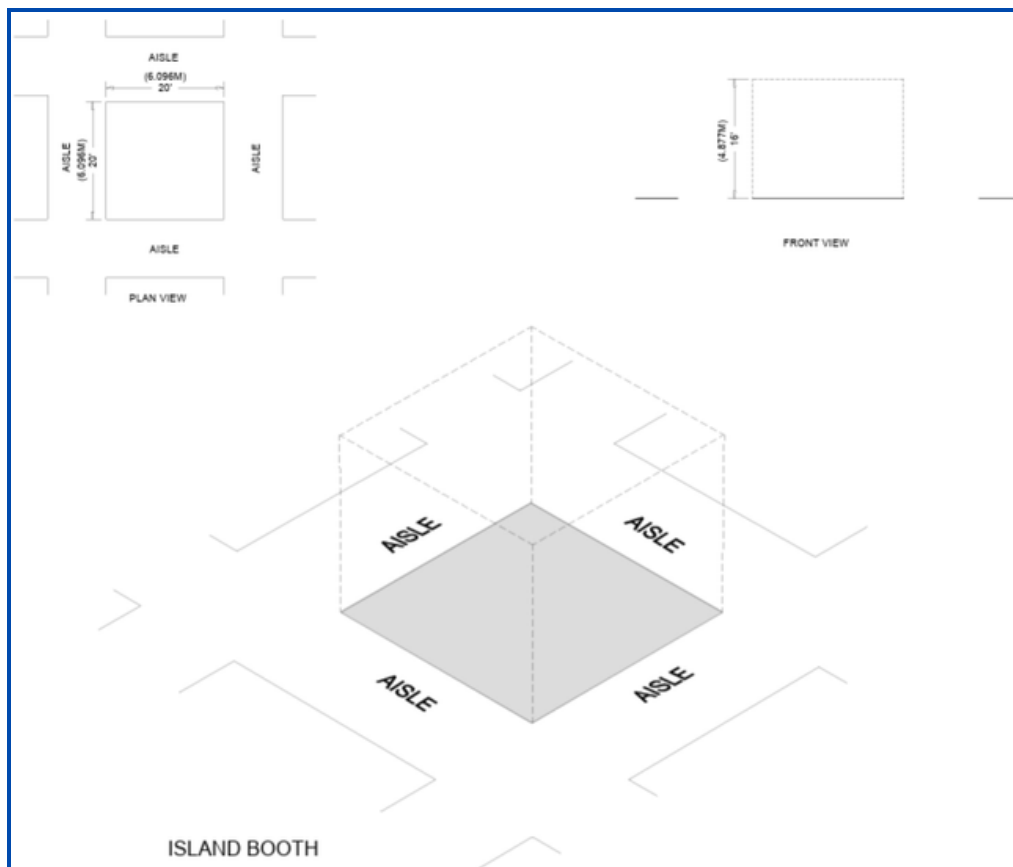 AISLE
(6.096M)
20'
AISLE
(6.096M)
20'
AISLE
AISLE
PLAN VIEW
(4.877M)
16'
FRONT VIEW
AISLE
AISLE
AISLE
AISLE
ISLAND BOOTH